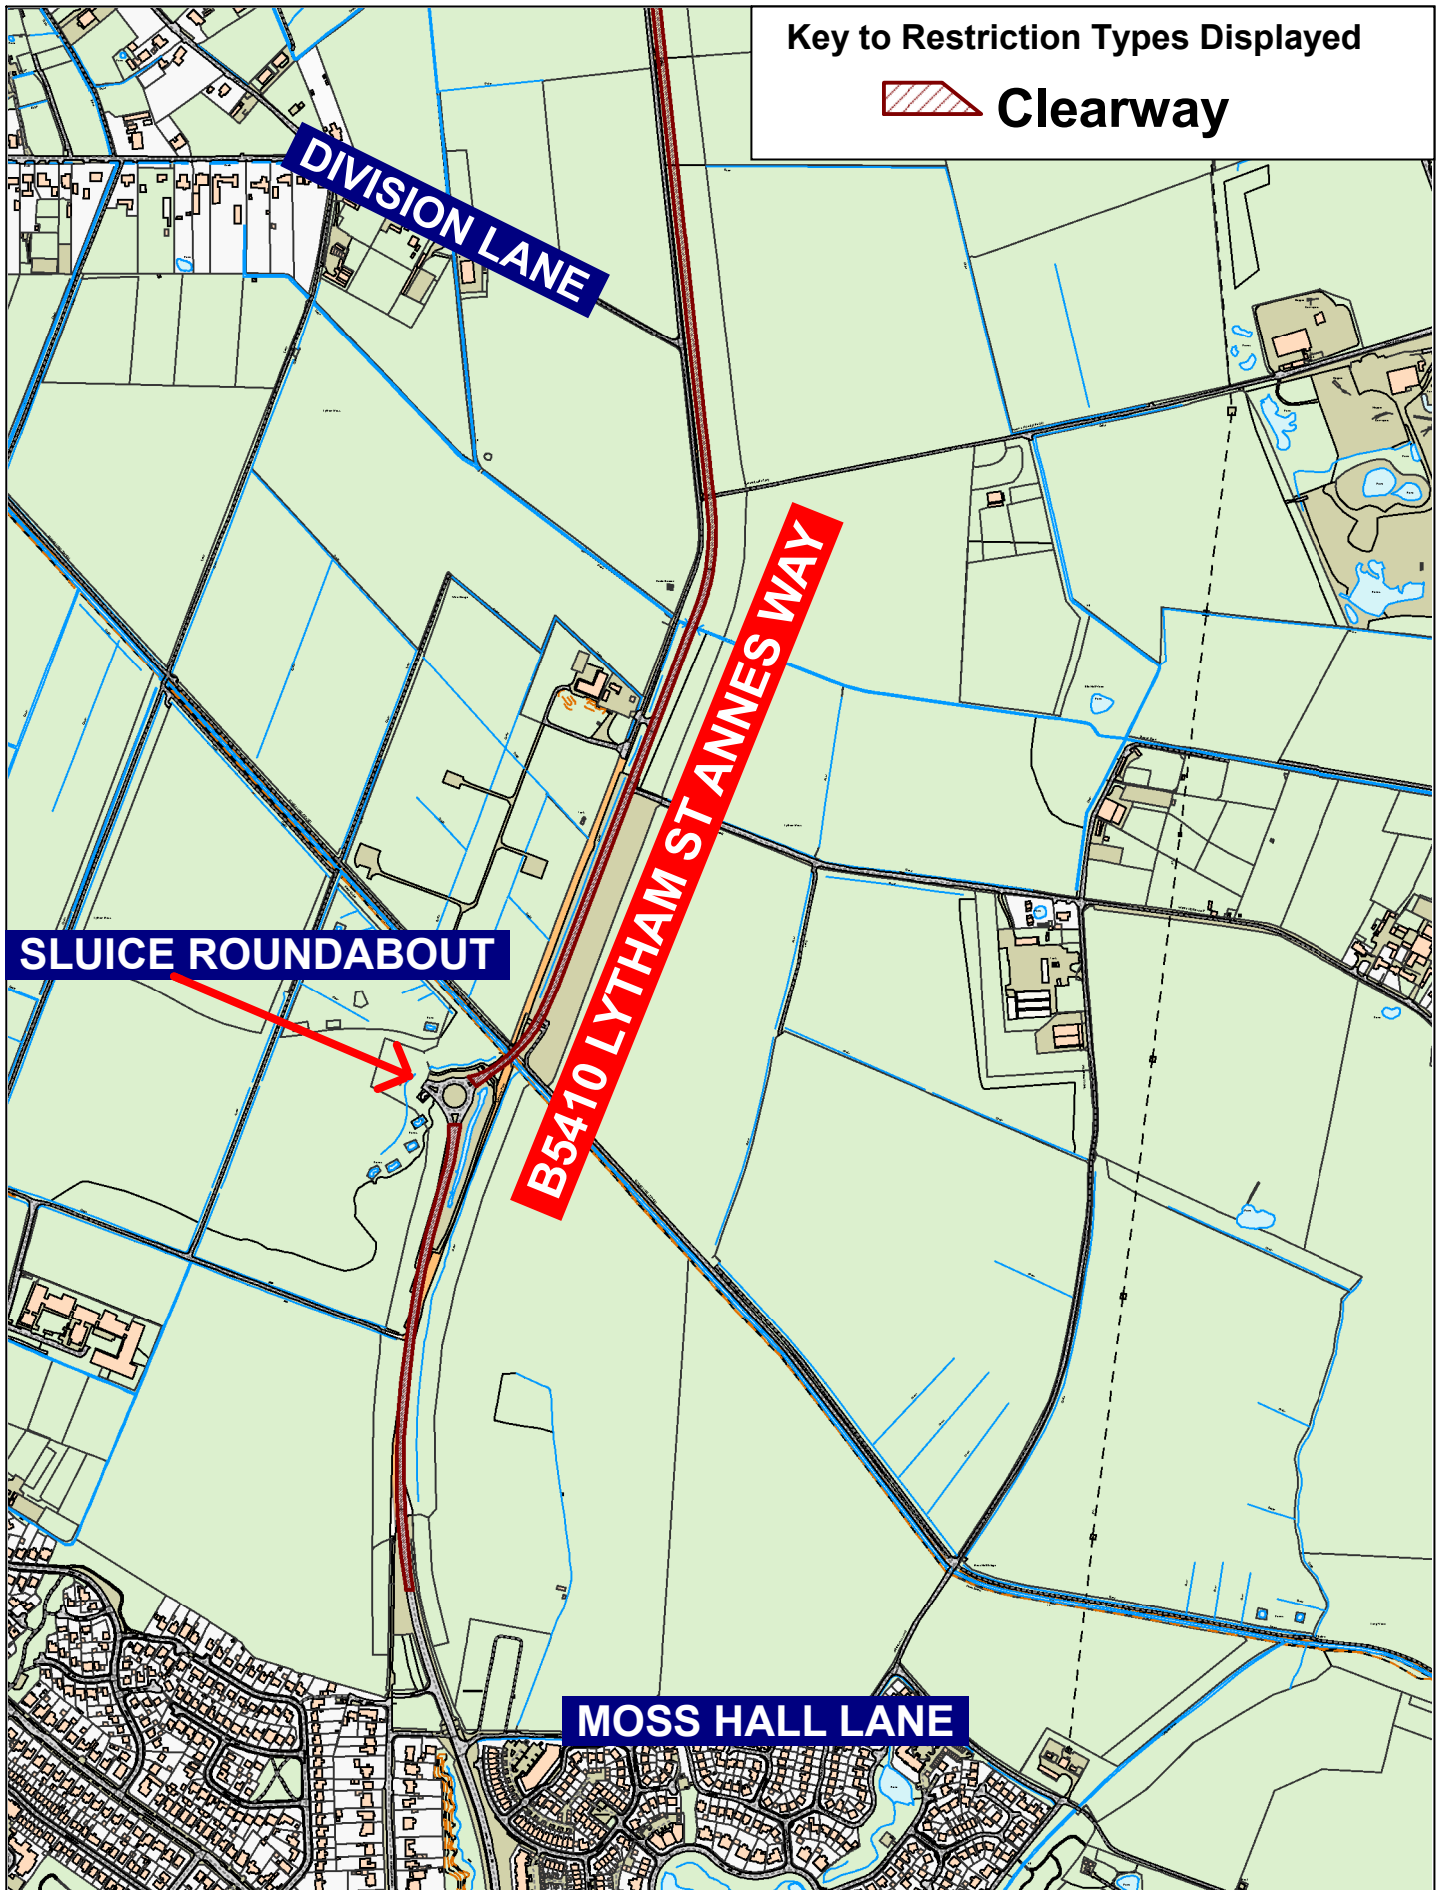 Key to Restriction Types Displayed
Clearway
DIVISION LANE
B5410 LYTHAM ST ANNES WAY
SLUICE ROUNDABOUT
MOSS HALL LANE